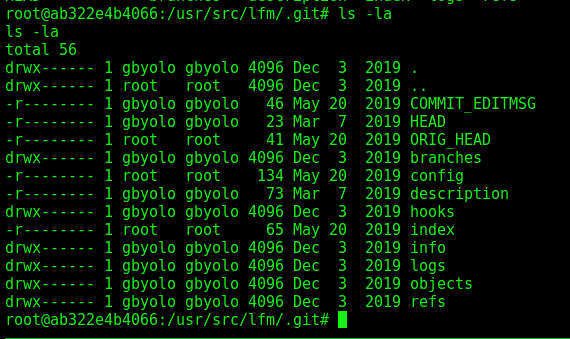 root@ab322e4b4066:/usr/src/lfm/.git# ls -la
ls -la
total 56
drwx------ 1 gbyolo gbyolo 4096 Dec  3  2019 .
drwx------ 1 root   root   4096 Dec  3  2019 ..
-r-------- 1 gbyolo gbyolo   46 May 20  2019 COMMIT_EDITMSG
-r-------- 1 gbyolo gbyolo   23 Mar  7  2019 HEAD
-r-------- 1 root   root     41 May 20  2019 ORIG_HEAD
drwx------ 1 gbyolo gbyolo 4096 Dec  3  2019 branches
-r-------- 1 root   root    134 May 20  2019 config
-r-------- 1 gbyolo gbyolo   73 Mar  7  2019 description
drwx------ 1 gbyolo gbyolo 4096 Dec  3  2019 hooks
-r-------- 1 root   root     65 May 20  2019 index
drwx------ 1 gbyolo gbyolo 4096 Dec  3  2019 info
drwx------ 1 gbyolo gbyolo 4096 Dec  3  2019 logs
drwx------ 1 gbyolo gbyolo 4096 Dec  3  2019 objects
drwx------ 1 gbyolo gbyolo 4096 Dec  3  2019 refs
root@ab322e4b4066:/usr/src/lfm/.git#